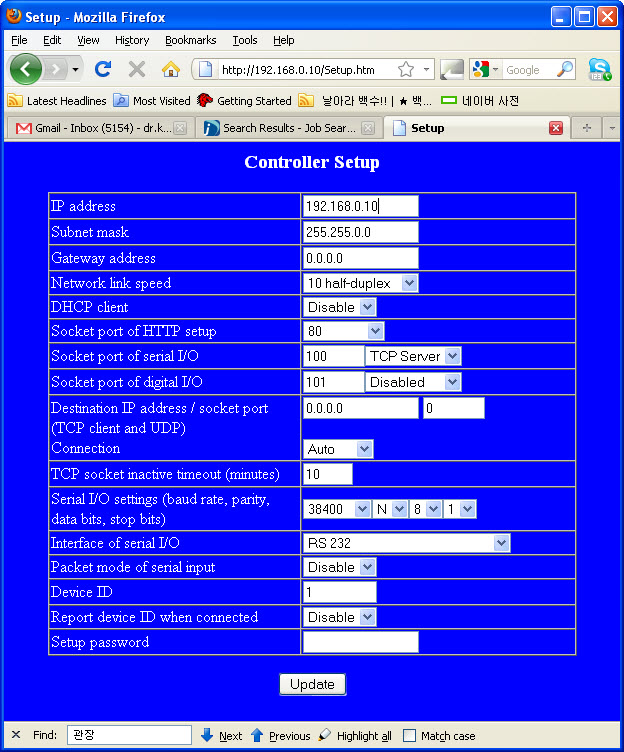 Setup - Mozilla Firefox
File Edit View History Bookmarks Tools Help
http://192.168.0.10/Setup.htm Google
Latest Headlines Most Visited Getting Started 날아라 백수!! | ★ 백... 네이버 사전
Gmail - Inbox (5154) - dr.k... Search Results - Job Sear... Setup
Controller Setup
IP address 192.168.0.10
Subnet mask 255.255.0.0
Gateway address 0.0.0.0
Network link speed 10 half-duplex
DHCP client Disable
Socket port of HTTP setup 80
Socket port of serial I/O 100 TCP Server
Socket port of digital I/O 101 Disabled
Destination IP address / socket port 0.0.0.0 0
(TCP client and UDP)
Connection Auto
TCP socket inactive timeout (minutes) 10
Serial I/O settings (baud rate, parity,
data bits, stop bits) 38400 N 8 1
Interface of serial I/O RS 232
Packet mode of serial input Disable
Device ID 1
Report device ID when connected Disable
Setup password
Update
Find: 관장 Next Previous Highlight all Match case